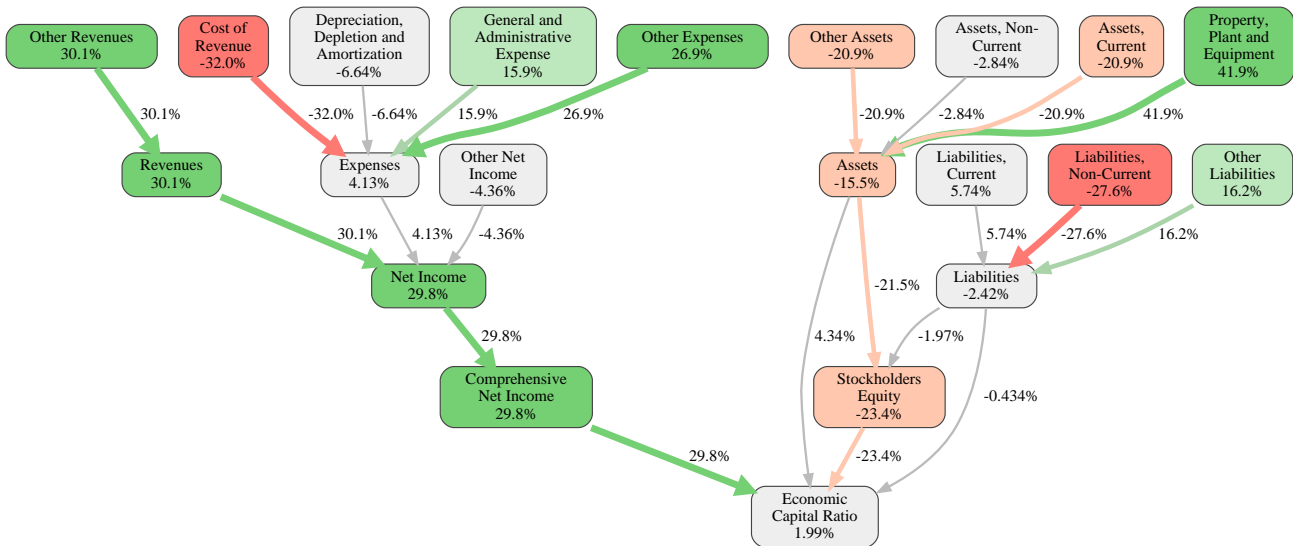 Other Revenues
30.1%
Cost of
Revenue
-32.0%
Depreciation,
Depletion and
Amortization
-6.64%
General and
Administrative
Expense
15.9%
Other Expenses
26.9%
Other Assets
-20.9%
Assets, Non-
Current
-2.84%
Assets,
Current
-20.9%
Property,
Plant and
Equipment
41.9%
30.1%
-32.0%
-6.64%
15.9%
26.9%
-20.9%
-2.84%
-20.9%
41.9%
Revenues
30.1%
Expenses
4.13%
Other Net
Income
-4.36%
Assets
-15.5%
Liabilities,
Current
5.74%
Liabilities,
Non-Current
-27.6%
Other
Liabilities
16.2%
30.1%
4.13%
-4.36%
5.74%
-27.6%
16.2%
Net Income
29.8%
-21.5%
Liabilities
-2.42%
29.8%
4.34%
-1.97%
Comprehensive
Net Income
29.8%
Stockholders
Equity
-23.4%
-0.434%
29.8%
-23.4%
Economic
Capital Ratio
1.99%